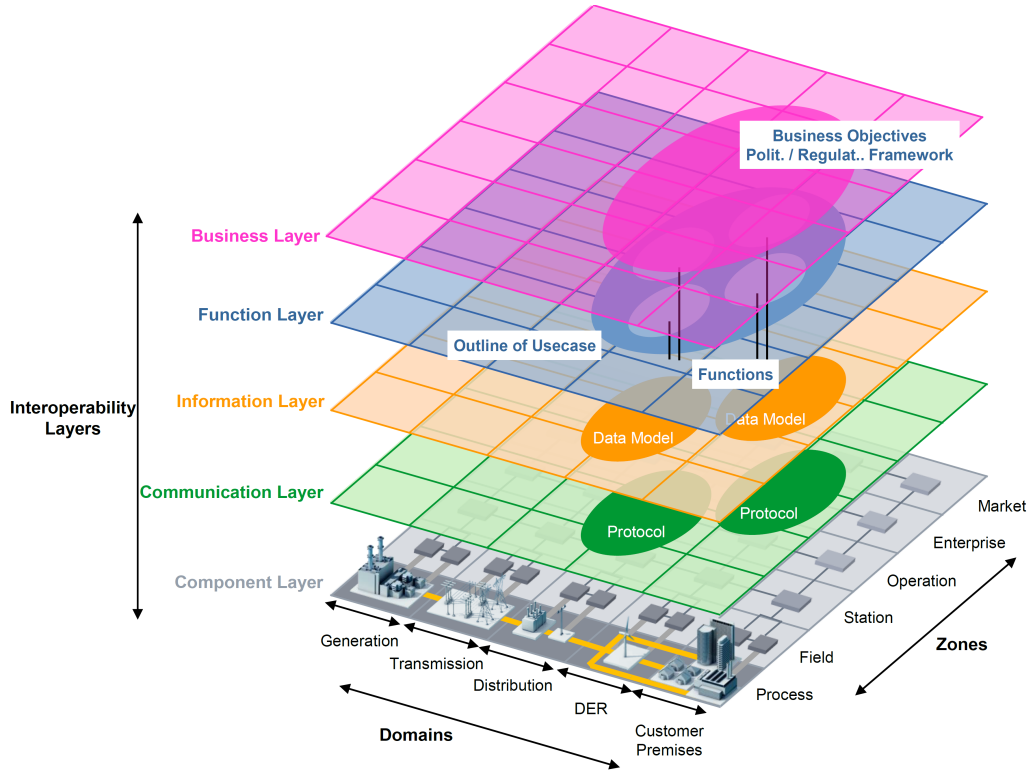 Business Objectives
Polit. / Regulat.. Framework
Business Layer
Function Layer
Outline of Usecase
Functions
Interoperability
Layers
Information Layer
Data Model
Data Model
Communication Layer
Protocol
Protocol
Component Layer
Market
Enterprise
Operation
Station
Field
Process
Zones
Generation
Transmission
Distribution
DER
Customer
Premises
Domains